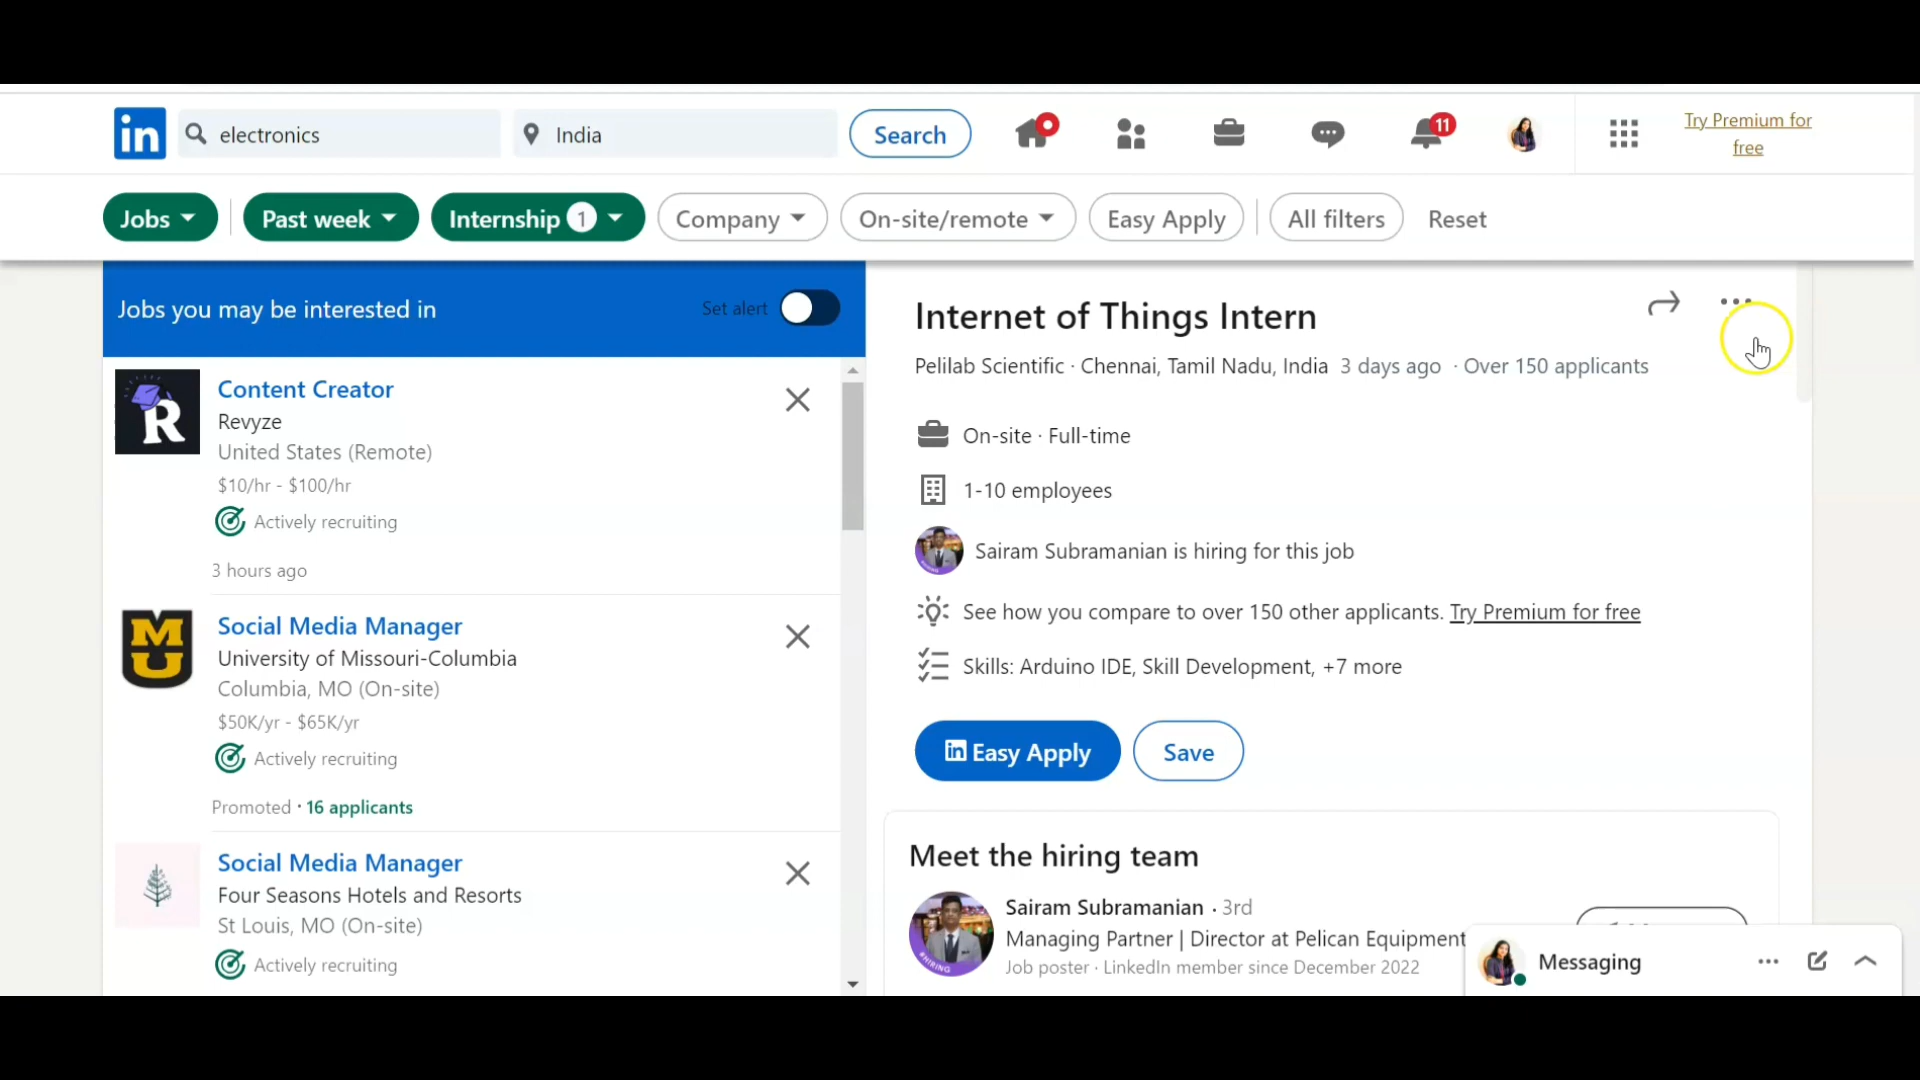 in
electronics
India
Search
11
Try Premium for
free
Jobs
Past week
Internship 1
Company
On-site/remote
Easy Apply
All filters
Reset
Jobs you may be interested in
Set alert
R
Content Creator
Revyze
United States (Remote)
$10/hr - $100/hr
Actively recruiting
3 hours ago
MU
Social Media Manager
University of Missouri-Columbia
Columbia, MO (On-site)
$50K/yr - $65K/yr
Actively recruiting
Promoted · 16 applicants
Social Media Manager
Four Seasons Hotels and Resorts
St Louis, MO (On-site)
Actively recruiting
Internet of Things Intern
Pelilab Scientific · Chennai, Tamil Nadu, India 3 days ago · Over 150 applicants
On-site · Full-time
1-10 employees
Sairam Subramanian is hiring for this job
See how you compare to over 150 other applicants. Try Premium for free
Skills: Arduino IDE, Skill Development, +7 more
in Easy Apply
Save
Meet the hiring team
#HIRING
Sairam Subramanian · 3rd
Managing Partner | Director at Pelican Equipment
Job poster · LinkedIn member since December 2022
Messaging